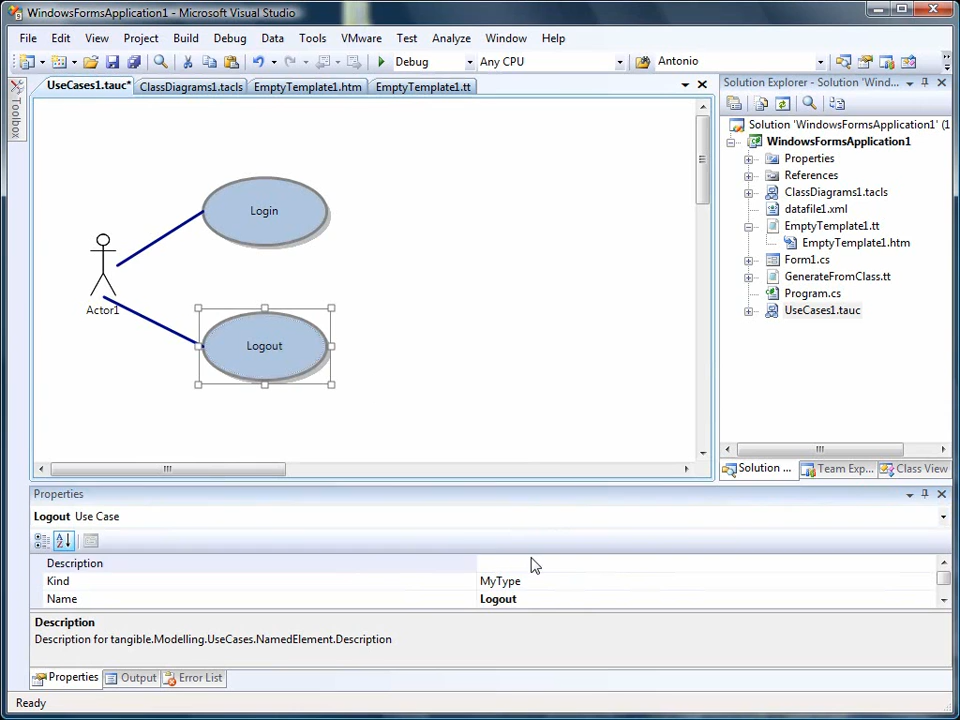 WindowsFormsApplication1 - Microsoft Visual Studio
File Edit View Project Build Debug Data Tools VMware Test Analyze Window Help
Debug Any CPU Antonio
UseCases1.tauc* ClassDiagrams1.tacls EmptyTemplate1.htm EmptyTemplate1.tt
Toolbox
Login
Actor1
Logout
Solution Explorer - Solution 'Wind...
Solution 'WindowsFormsApplication1' (1
WindowsFormsApplication1
Properties
References
ClassDiagrams1.tacls
datafile1.xml
EmptyTemplate1.tt
EmptyTemplate1.htm
Form1.cs
GenerateFromClass.tt
Program.cs
UseCases1.tauc
Solution ... Team Exp... Class View
Properties
Logout Use Case
Description
Kind MyType
Name Logout
Description
Description for tangible.Modelling.UseCases.NamedElement.Description
Properties Output Error List
Ready